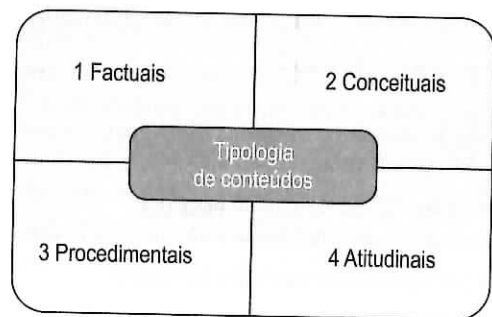 1 Factuais
2 Conceituais
Tipologia
de conteúdos
3 Procedimentais
4 Atitudinais